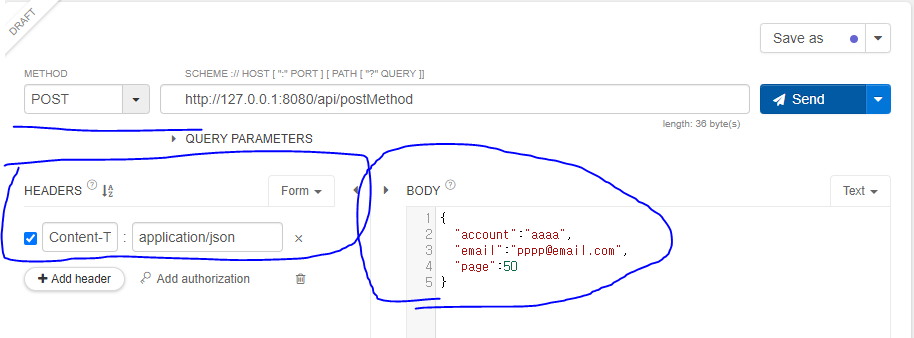 DRAFT
Save as
METHOD
SCHEME :// HOST [ ":" PORT ] [ PATH [ "?" QUERY ]]
POST
http://127.0.0.1:8080/api/postMethod
Send
length: 36 byte(s)
QUERY PARAMETERS
HEADERS ? A Z
Form
BODY ?
Text
Content-T : application/json ×
+ Add header
Add authorization
1 {
2 "account":"aaaa",
3 "email":"pppp@email.com",
4 "page":50
5 }